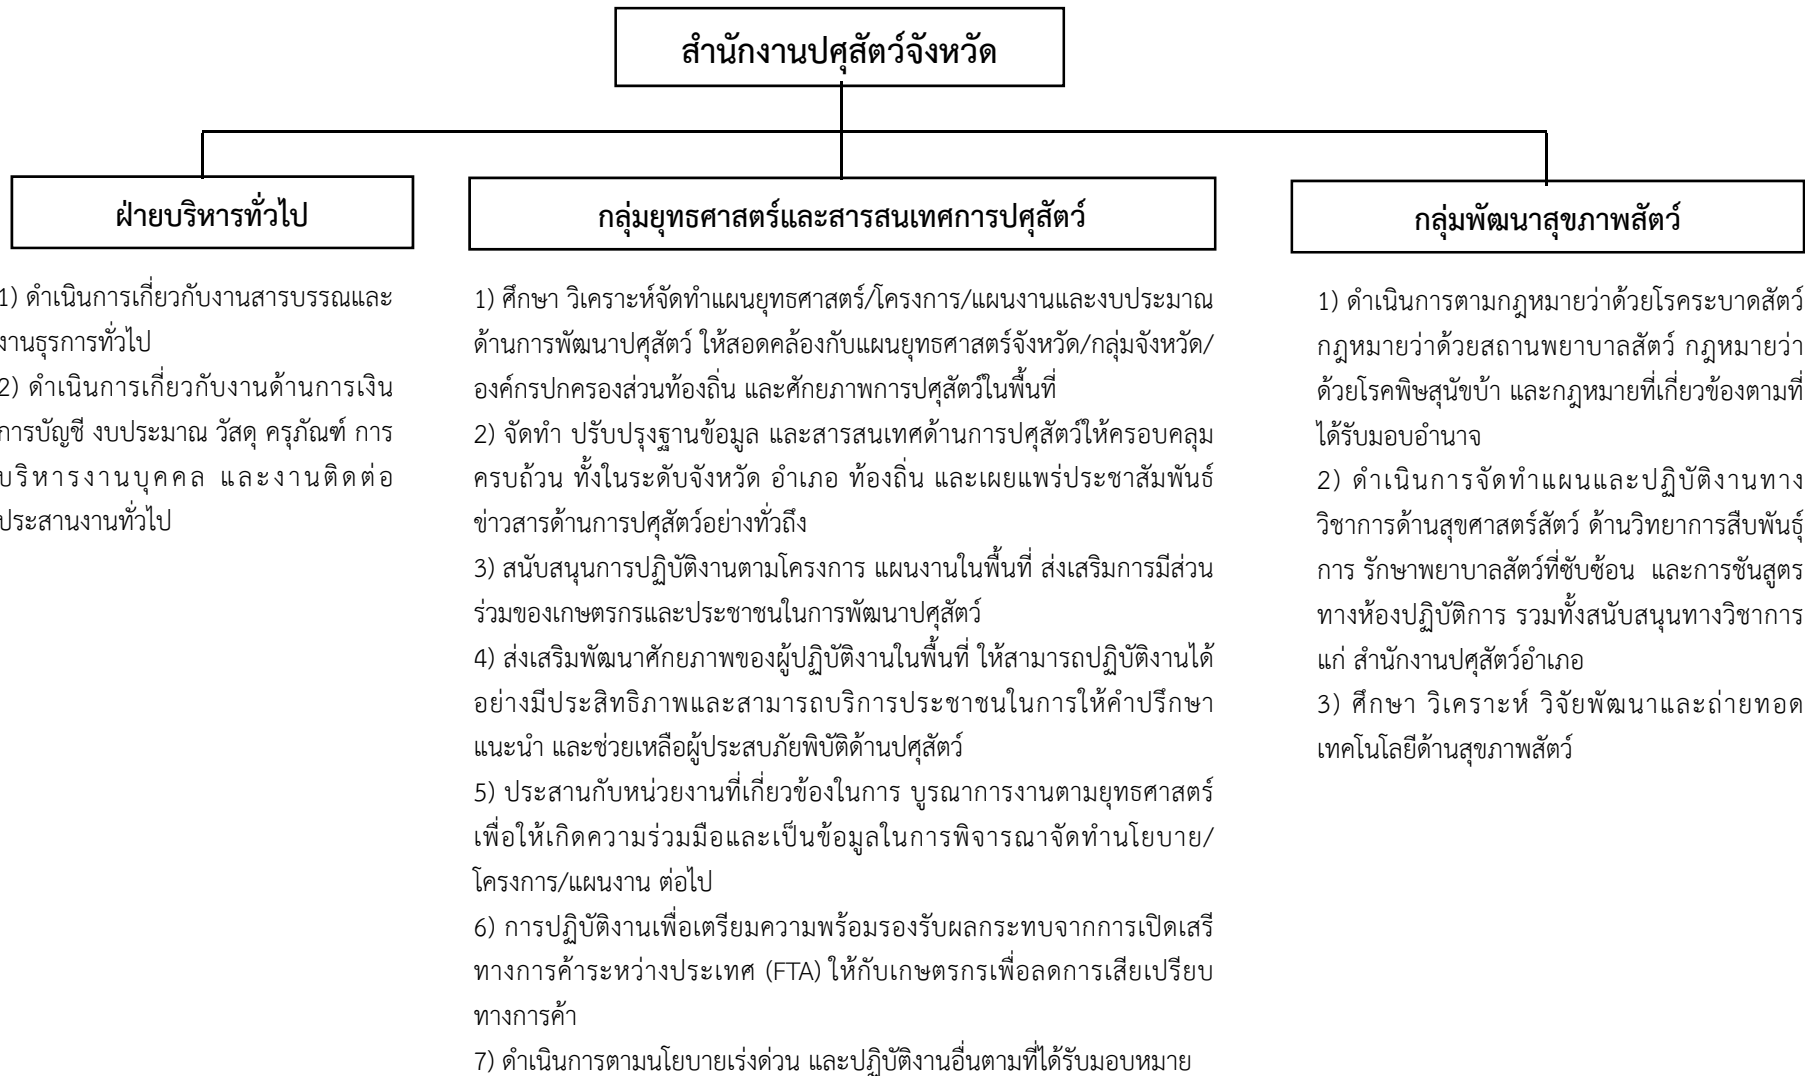 สำนักงานปศุสัตว์จังหวัด
ฝ่ายบริหารทั่วไป
1) ดำเนินการเกี่ยวกับงานสารบรรณและ
งานธุรการทั่วไป
2) ดำเนินการเกี่ยวกับงานด้านการเงิน
การบัญชี งบประมาณ วัสดุ ครุภัณฑ์ การ
บริหารงานบุคคล และงานติดต่อ
ประสานงานทั่วไป
กลุ่มยุทธศาสตร์และสารสนเทศการปศุสัตว์
1) ศึกษา วิเคราะห์จัดทำแผนยุทธศาสตร์/โครงการ/แผนงานและงบประมาณ
ด้านการพัฒนาปศุสัตว์ ให้สอดคล้องกับแผนยุทธศาสตร์จังหวัด/กลุ่มจังหวัด/
องค์กรปกครองส่วนท้องถิ่น และศักยภาพการปศุสัตว์ในพื้นที่
2) จัดทำ ปรับปรุงฐานข้อมูล และสารสนเทศด้านการปศุสัตว์ให้ครอบคลุม
ครบถ้วน ทั้งในระดับจังหวัด อำเภอ ท้องถิ่น และเผยแพร่ประชาสัมพันธ์
ข่าวสารด้านการปศุสัตว์อย่างทั่วถึง
3) สนับสนุนการปฏิบัติงานตามโครงการ แผนงานในพื้นที่ ส่งเสริมการมีส่วน
ร่วมของเกษตรกรและประชาชนในการพัฒนาปศุสัตว์
4) ส่งเสริมพัฒนาศักยภาพของผู้ปฏิบัติงานในพื้นที่ ให้สามารถปฏิบัติงานได้
อย่างมีประสิทธิภาพและสามารถบริการประชาชนในการให้คำปรึกษา
แนะนำ และช่วยเหลือผู้ประสบภัยพิบัติด้านปศุสัตว์
5) ประสานกับหน่วยงานที่เกี่ยวข้องในการ บูรณาการงานตามยุทธศาสตร์
เพื่อให้เกิดความร่วมมือและเป็นข้อมูลในการพิจารณาจัดทำนโยบาย/
โครงการ/แผนงาน ต่อไป
6) การปฏิบัติงานเพื่อเตรียมความพร้อมรองรับผลกระทบจากการเปิดเสรี
ทางการค้าระหว่างประเทศ (FTA) ให้กับเกษตรกรเพื่อลดการเสียเปรียบ
ทางการค้า
7) ดำเนินการตามนโยบายเร่งด่วน และปฏิบัติงานอื่นตามที่ได้รับมอบหมาย
กลุ่มพัฒนาสุขภาพสัตว์
1) ดำเนินการตามกฎหมายว่าด้วยโรคระบาดสัตว์
กฎหมายว่าด้วยสถานพยาบาลสัตว์ กฎหมายว่า
ด้วยโรคพิษสุนัขบ้า และกฎหมายที่เกี่ยวข้องตามที่
ได้รับมอบอำนาจ
2) ดำเนินการจัดทำแผนและปฏิบัติงานทาง
วิชาการด้านสุขศาสตร์สัตว์ ด้านวิทยาการสืบพันธุ์
การ รักษาพยาบาลสัตว์ที่ซับซ้อน และการชันสูตร
ทางห้องปฏิบัติการ รวมทั้งสนับสนุนทางวิชาการ
แก่ สำนักงานปศุสัตว์อำเภอ
3) ศึกษา วิเคราะห์ วิจัยพัฒนาและถ่ายทอด
เทคโนโลยีด้านสุขภาพสัตว์